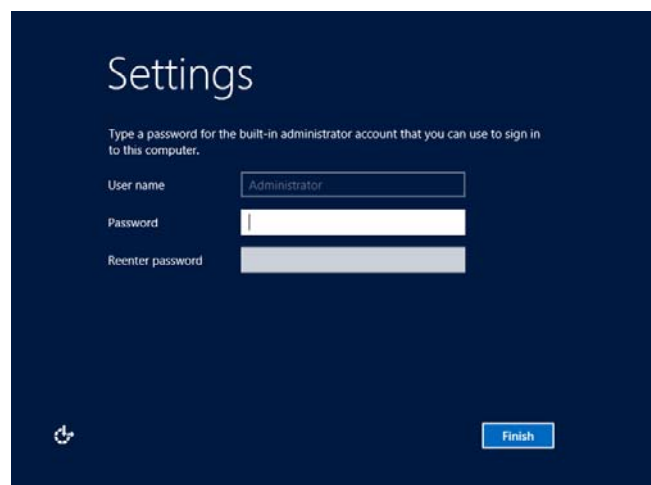 Settings
Type a password for the built-in administrator account that you can use to sign in
to this computer.
User name
Administrator
Password
Reenter password
Finish